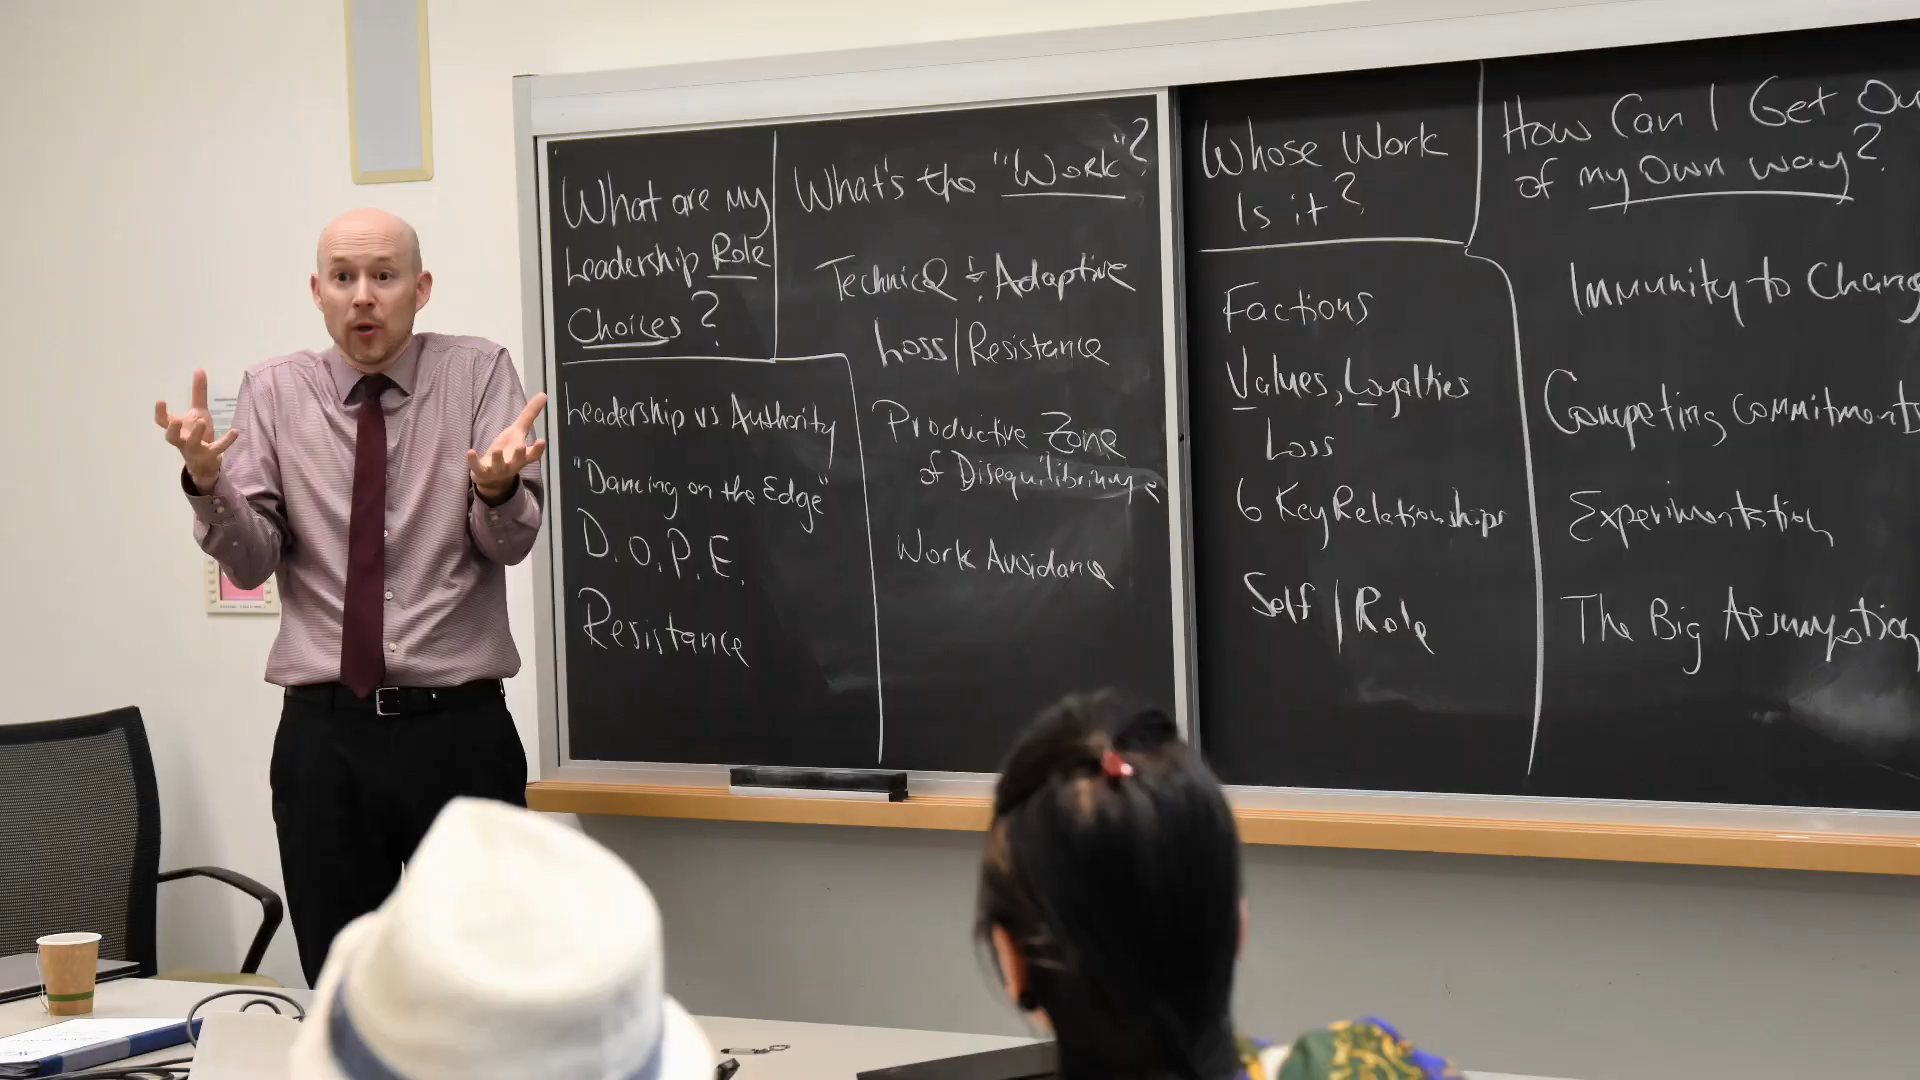 What are my
Leadership Role
Choices?
Leadership vs Authority
"Dancing on the Edge"
D.O.P.E.
Resistance
What's the "Work"?
Technical & Adaptive
Loss/Resistance
Productive Zone
of Disequilibrium
Work Avoidance
Whose Work
Is it?
Factions
Values, Loyalties
Loss
6 Key Relationships
Self/Role
How Can I Get Ou
of my Own way?
Immunity to Chang
Competing Commitments
Experimentation
The Big Assumption